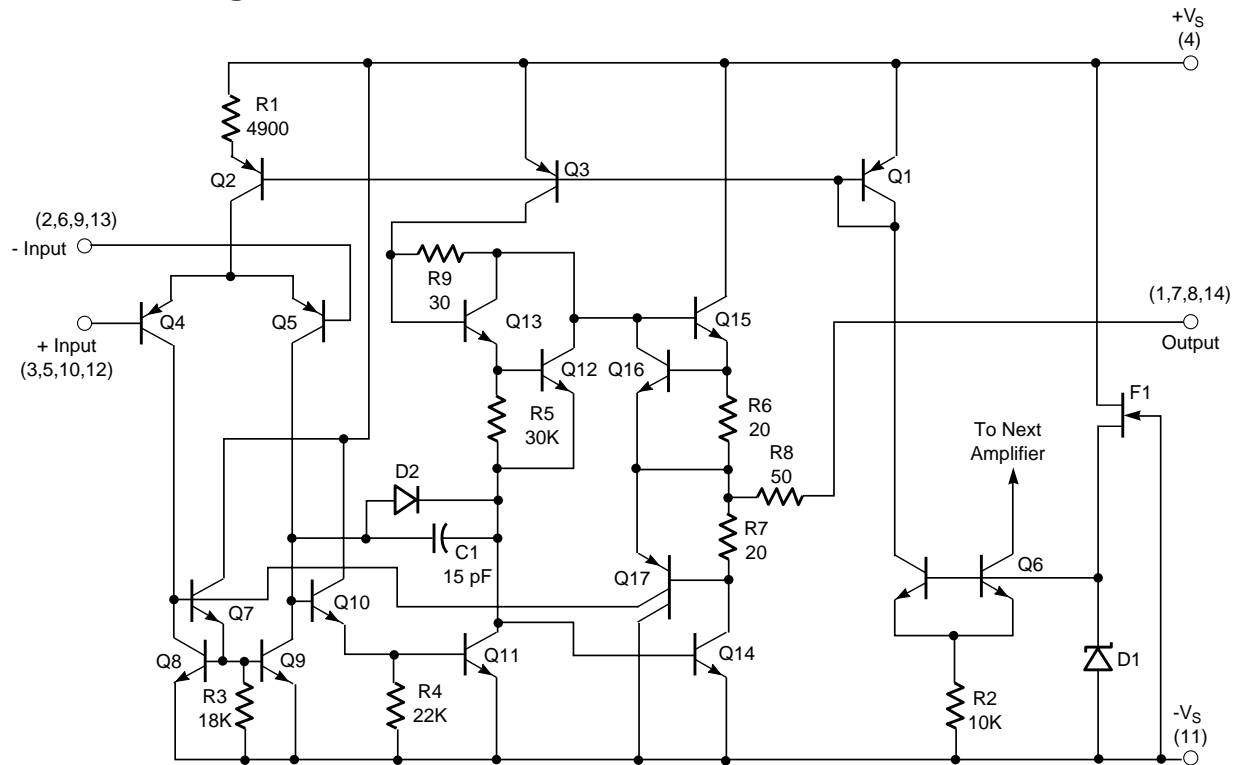 +VS
(4)
R1
4900
Q2
Q3
Q1
(2,6,9,13)
- Input
R9
30
(1,7,8,14)
Output
Q4
Q5
Q13
Q15
+ Input
(3,5,10,12)
Q12
Q16
F1
R5
30K
R6
20
To Next
Amplifier
R8
50
D2
R7
20
C1
15 pF
Q17
Q6
Q7
Q10
Q8
Q9
Q11
Q14
D1
R3
18K
R4
22K
R2
10K
-VS
(11)